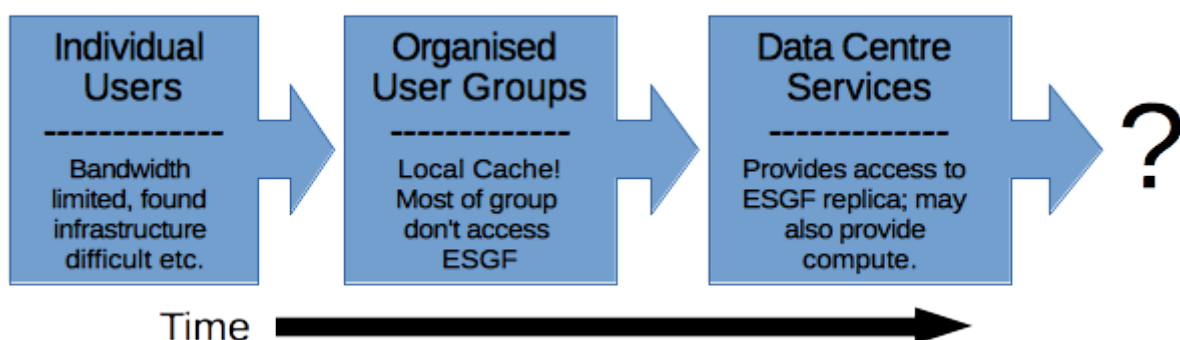 Individual
Users
-------------
Bandwidth
limited, found
infrastructure
difficult etc.
Organised
User Groups
-------------
Local Cache!
Most of group
don't access
ESGF
Data Centre
Services
-------------
Provides access to
ESGF replica; may
also provide
compute.
?
Time